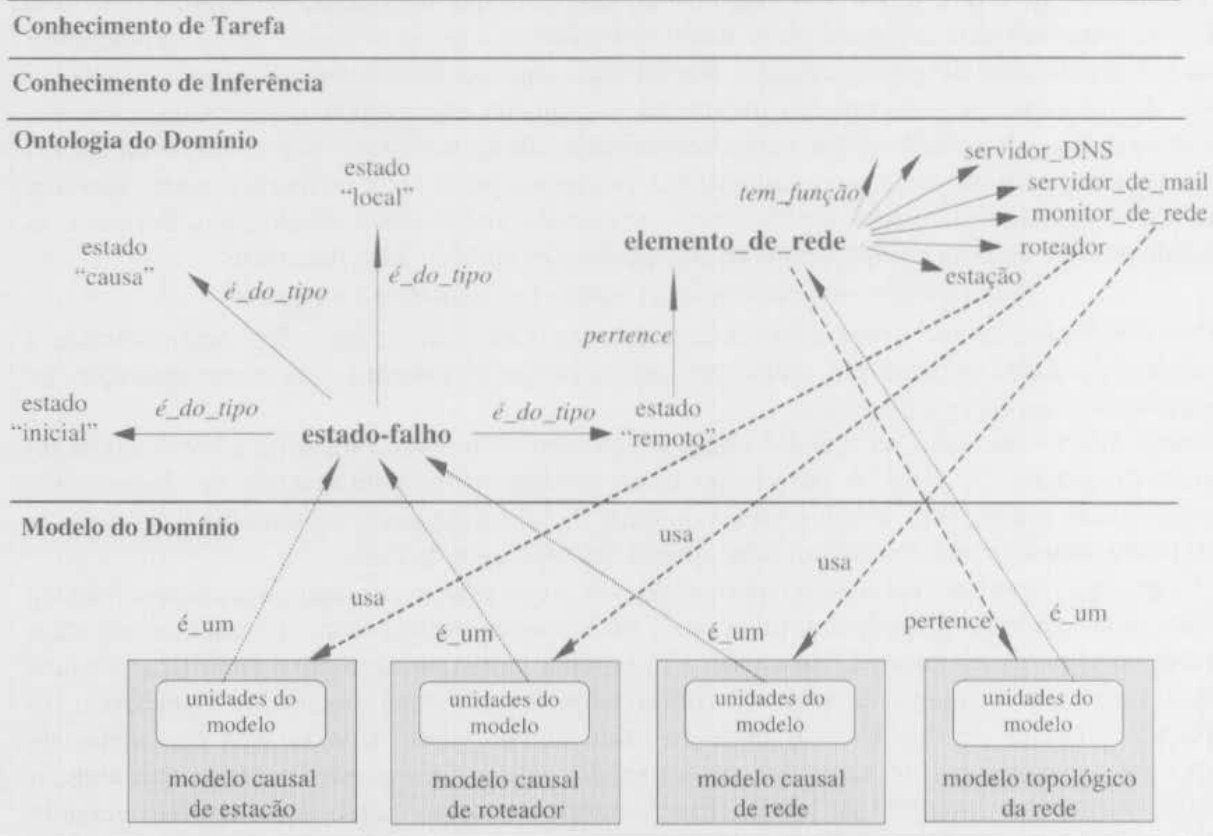 Conhecimento de Tarefa
Conhecimento de Inferência
Ontologia do Domínio
estado
“local”
estado
“causa”
é_do_tipo
é_do_tipo
estado
“inicial”
é_do_tipo
estado-falho
é_do_tipo
estado
“remoto”
pertence
elemento_de_rede
tem_função
servidor_DNS
servidor_de_mail
monitor_de_rede
roteador
estação
Modelo do Domínio
usa
usa
usa
é_um
é_um
é_um
pertence
é_um
unidades do
modelo
modelo causal
de estação
unidades do
modelo
modelo causal
de roteador
unidades do
modelo
modelo causal
de rede
unidades do
modelo
modelo topológico
da rede